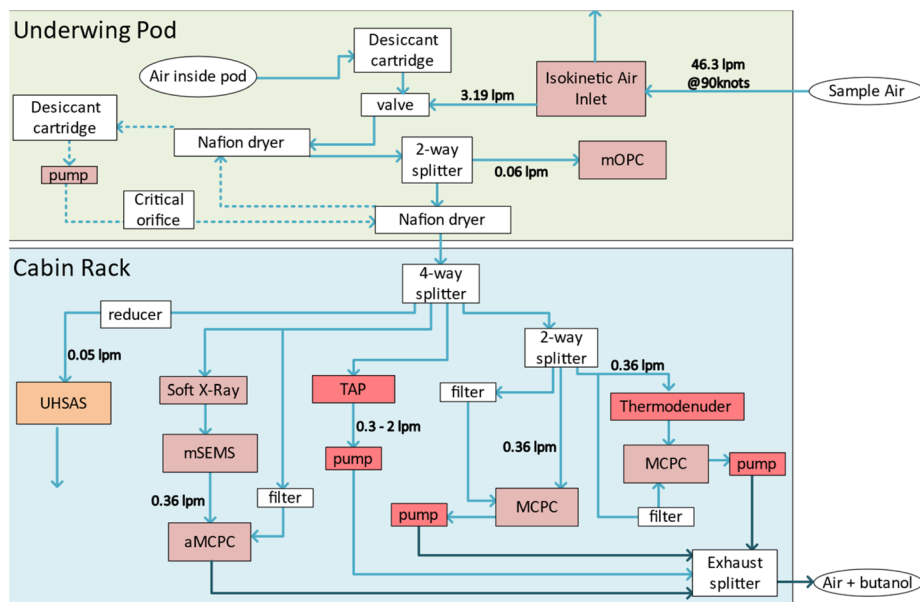 Underwing Pod
Desiccant
cartridge
Air inside pod
46.3 lpm
@90knots
Isokinetic Air
Inlet
Sample Air
3.19 lpm
valve
Desiccant
cartridge
Nafion dryer
2-way
splitter
mOPC
0.06 lpm
pump
Critical
orifice
Nafion dryer
Cabin Rack
4-way
splitter
reducer
2-way
splitter
0.05 lpm
0.36 lpm
UHSAS
Soft X-Ray
TAP
filter
Thermodenuder
0.3 - 2 lpm
mSEMS
pump
0.36 lpm
MCPC
pump
0.36 lpm
filter
MCPC
pump
filter
aMCPC
Exhaust
splitter
Air + butanol